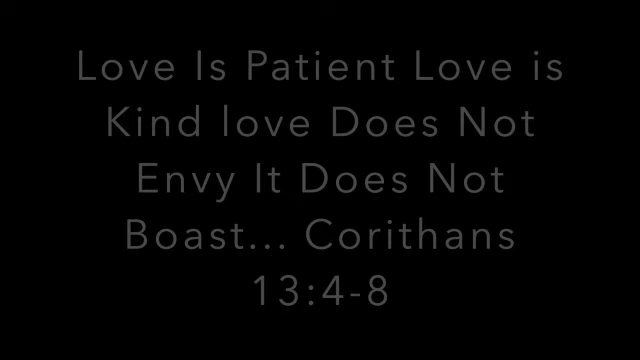 Love Is Patient Love is
Kind love Does Not
Envy It Does Not
Boast... Corithans
13:4-8